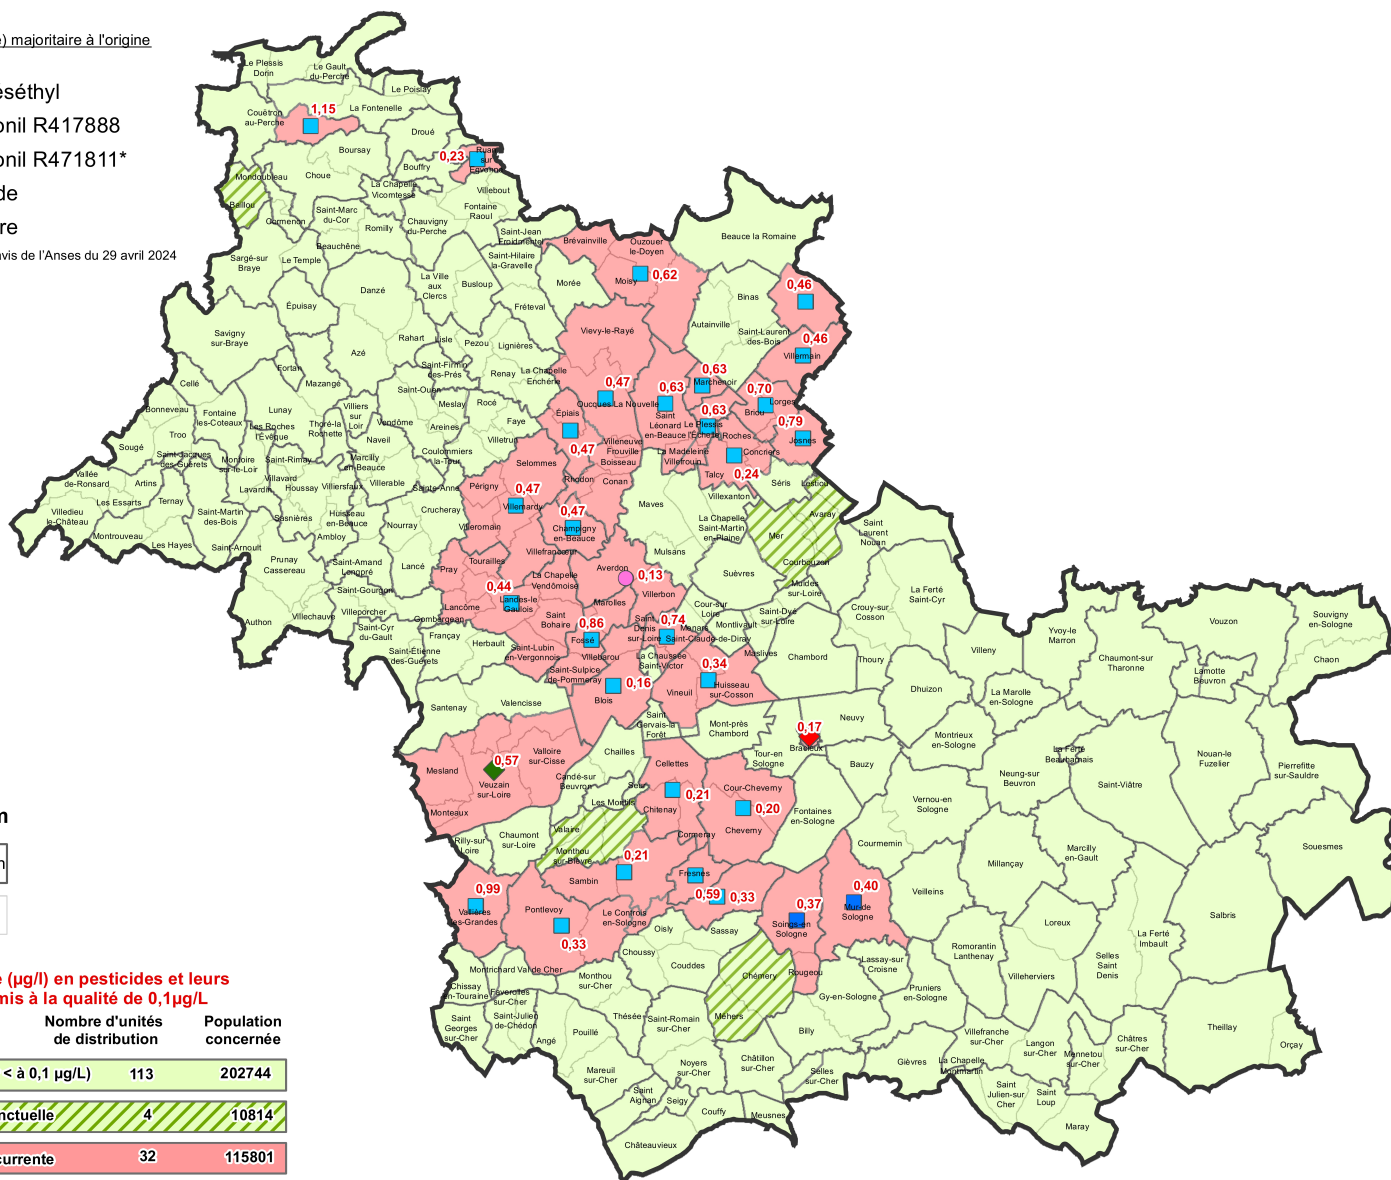 e) majoritaire à l'origine
eséthyl
onil R417888
onil R471811*
de
re
avis de l'Anses du 29 avril 2024
Le Plessis
Dorin
Le Gault
du-Perche
Le Poislay
1,15
La Fontenelle
Couëtron
au-Perche
Droué
Boursay
0,23
Ruan
sur
Egvonne
Bouffry
Mondoubleau
Choue
La Chapelle
Vicomtesse
Villebout
Baillou
Saint-Marc
du-Cor
Fontaine
Raoul
Cormenon
Romilly
Chauvigny
du-Perche
Saint-Jean
Froidmentel
Beauchêne
Brévainville
Ouzouer
le-Doyen
Beauce la Romaine
Sargé-sur
Braye
Le Temple
Saint-Hilaire
la-Gravelle
Moisy
0,62
Danzé
La Ville
aux
Clercs
Busloup
Morée
0,46
Épuisay
Fréteval
Binas
Savigny
sur-Braye
Vievy-le-Rayé
Autainville
Saint-Laurent
des-Bois
0,46
Rahart
Lisle
Pezou
Lignières
Villermain
Azé
Fortan
Saint-Firmin
des-Prés
Renay
La Chapelle
Enchérie
0,63
Marchenoir
Cellé
Mazangé
Saint-Ouen
0,47
0,63
0,70
Bonneveau
Fontaine
les-Coteaux
Lunay
Villiers
sur
Loir
Meslay
Rocé
Oucques La Nouvelle
Lorges
Épiais
0,63
Briou
Saint
Léonard
en-Beauce
Le Plessis
l'Échelle
Troo
Les Roches
l'Évêque
Thoré-la
Rochette
Vendôme
Areines
Faye
0,79
Sougé
Naveil
Villetrun
0,47
Villeneuve
Frouville
Roches
Josnes
Saint-Jacques
des-Guérets
Montoire
sur-le-Loir
Saint-Rimay
Marcilly
en-Beauce
Coulommiers
la-Tour
Boisseau
La Madeleine
Villefrouin
Concriers
Vallée
de-Ronsard
Artins
Villavard
Lavardin
Houssay
Villiersfaux
Villerable
Sainte-Anne
Selommes
Rhodon
Conan
Talcy
0,24
Séris
Lestiou
Les Essarts
Ternay
Périgny
0,47
Villexanton
Villedieu
le-Château
Saint-Martin
des-Bois
Sasnières
Huisseau
en-Beauce
Crucheray
Villemardy
0,47
Maves
Avaray
Montrouveau
Ambloy
Nouray
Villeromain
Champigny
en-Beauce
La Chapelle
Saint-Martin
en-Plaine
Mer
Saint
Laurent
Nouan
Les Hayes
Saint-Arnoult
Villefrancœur
Mulsans
Prunay
Cassereau
Saint-Amand
Longpré
Lancé
Pray
Tourailles
Averdon
0,13
Suèvres
Courbouzon
Saint-Gourgon
0,44
La Chapelle
Vendômoise
Villerbon
Muides
sur-Loire
La Ferté
Saint-Cyr
Landes-le
Gaulois
Marolles
Authon
Villechauve
Villeporcher
Lancôme
Gombergean
Saint
Bohaire
0,86
Saint
Denis
sur-Loire
0,74
Cour-sur
Loire
Saint-Dyé
sur-Loire
Crouy-sur
Cosson
Souvigny
en-Sologne
Saint-Cyr
du-Gault
Françay
Fossé
Menars
Montlivault
Vouzon
Herbault
Saint-Claude-de-Diray
Yvoy-le
Marron
Saint-Étienne
des-Guérets
Saint-Lubin
en-Vergonnois
Villebarou
La Chaussée
Saint-Victor
Maslives
Chambord
Thoury
Villeny
Chaumont-sur
Tharonne
Chaon
Saint-Sulpice
de-Pommeray
0,16
0,34
Lamotte
Beuvron
Huisseau
sur-Cosson
Dhuizon
La Marolle
en-Sologne
Santenay
Valencisse
Blois
Vineuil
Saint
Gervais-la
Forêt
Mont-près
Chambord
0,17
Neuvy
Montrieux
en-Sologne
Bracieux
Valloire
sur-Cisse
0,57
Chailles
Tour-en
Sologne
Bauzy
La Ferté
Beauharnais
Nouan-le
Fuzelier
Mesland
Veuzain
sur-Loire
Candé-sur
Beuvron
Cellettes
Neung-sur
Beuvron
Saint-Viâtre
Pierrefitte
sur-Sauldre
Seur
0,21
Cour-Cheverny
Monteaux
Les Montils
Chitenay
0,20
Fontaines
en-Sologne
Vernou-en
Sologne
Rilly-sur
Loire
Chaumont
sur-Loire
Valaire
Cormeray
Cheverny
Courmemin
Souesmes
m
n
Monthou
sur-Bièvre
0,21
Millançay
Marcilly
en-Gault
0,99
Sambin
Fresnes
0,59
0,33
0,40
Veilleins
Vallières
les-Grandes
Pontlevoy
Le Controis
en-Sologne
0,37
Mur-de
Sologne
Salbris
0,33
Oisly
Sassay
Soings-en
Sologne
Loreux
La Ferté
Imbault
Choussy
Lassay-sur
Croisne
Romorantin
Lanthenay
Selles
Saint
Denis
Montrichard Val de Cher
Couddes
Chémery
Rougeou
Monthou
sur-Cher
Villeherviers
Chissay
en-Touraine
Faverolles
sur-Cher
Gy-en-Sologne
Pruniers
en-Sologne
e (µg/l) en pesticides et leurs
mis à la qualité de 0,1µg/L
Saint
Georges
sur-Cher
Saint-Julien
de-Chédon
Thésée
Saint-Romain
sur-Cher
Méhers
Billy
Theillay
Nombre d'unités
de distribution
Population
concernée
Angé
Pouillé
Villefranche
sur-Cher
Langon
sur-Cher
Châtres
sur-Cher
Orçay
Mareuil
sur-Cher
Noyers
sur-Cher
Châtillon
sur-Cher
Selles
sur-Cher
Gièvres
La Chapelle
Montmartin
Mennetou
sur-Cher
< à 0,1 µg/L)
113
202744
Saint
Aignan
Seigy
Couffy
Meusnes
Saint
Julien-sur
Cher
Saint
Loup
Maray
nctuelle
4
10814
Châteauvieux
currente
32
115801